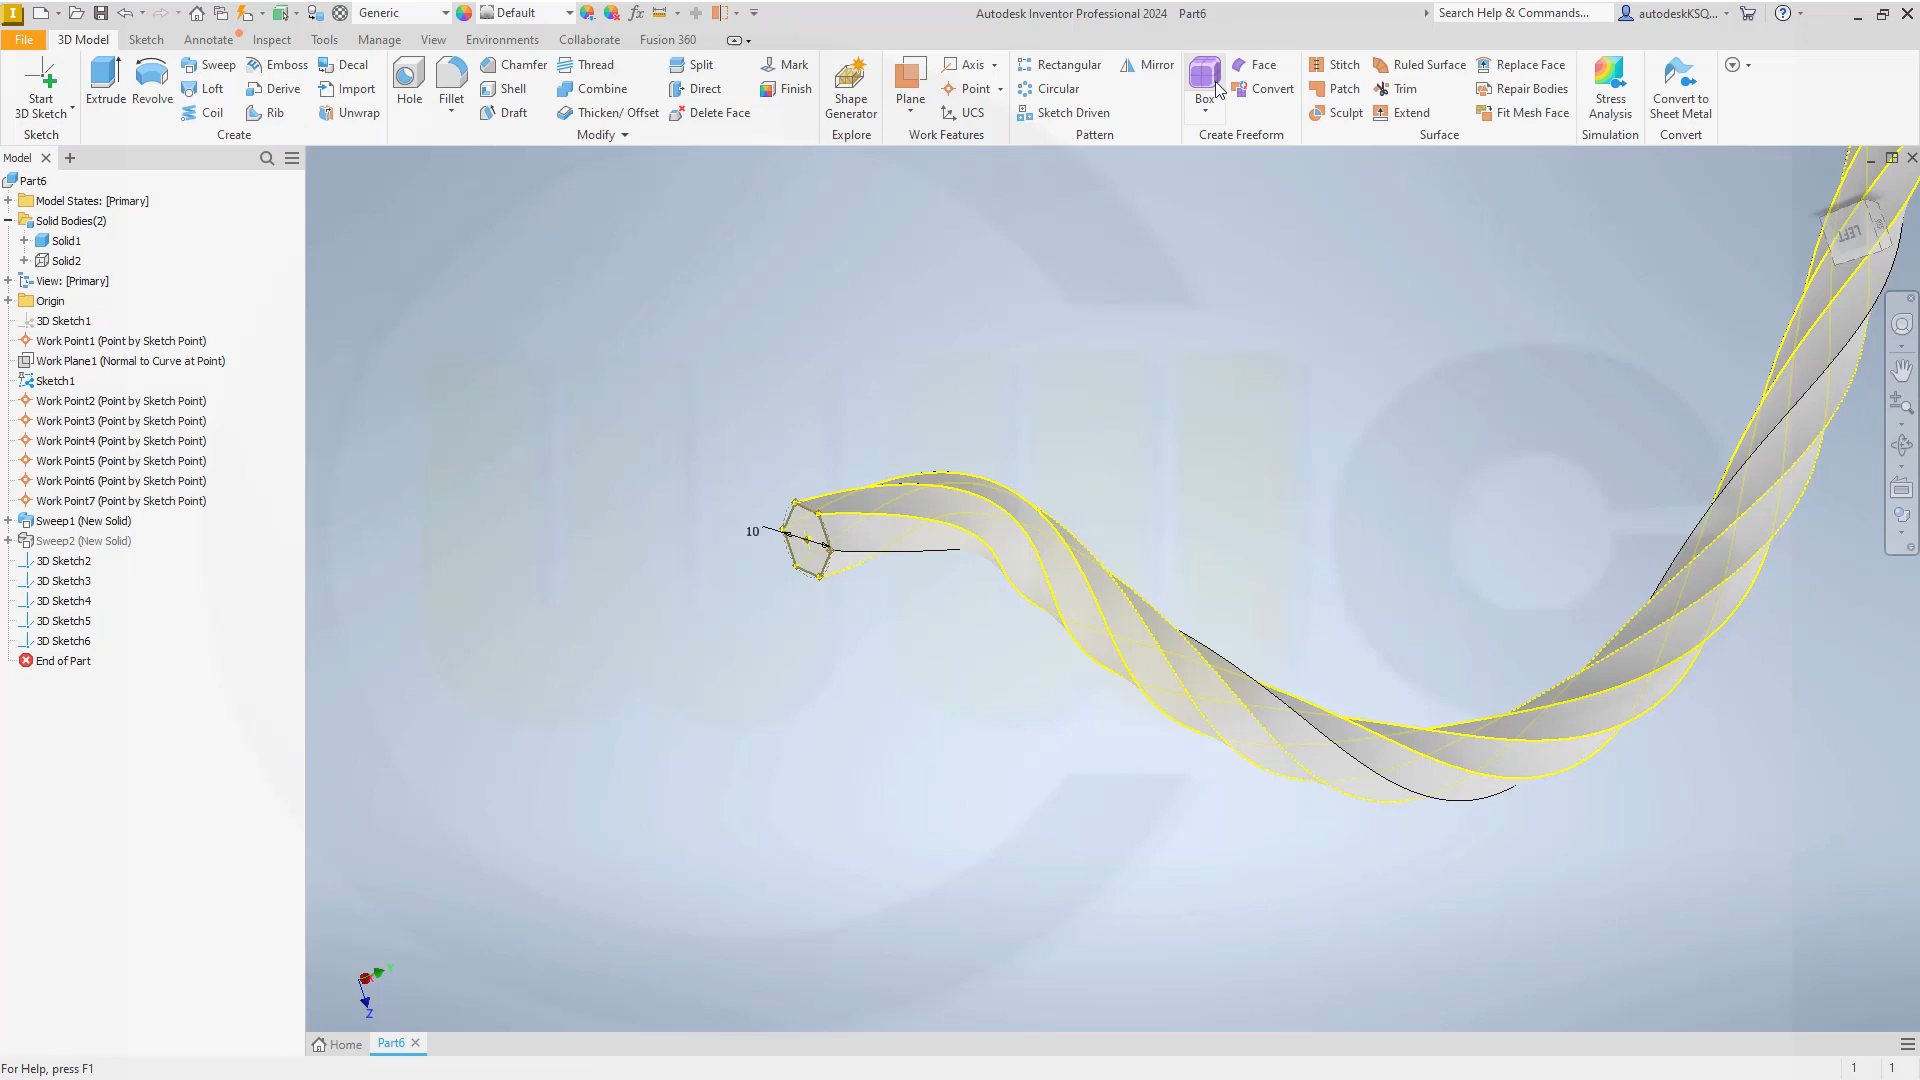 Generic
Default
Autodesk Inventor Professional 2024 Part6
Search Help & Commands...
autodeskKSQ...
File
3D Model
Sketch
Annotate
Inspect
Tools
Manage
View
Environments
Collaborate
Fusion 360
Start
3D Sketch
Sketch
Extrude
Revolve
Sweep
Loft
Coil
Emboss
Derive
Rib
Decal
Import
Unwrap
Create
Hole
Fillet
Chamfer
Shell
Draft
Thread
Combine
Thicken/ Offset
Split
Direct
Delete Face
Mark
Finish
Modify
Shape
Generator
Explore
Plane
Axis
Point
UCS
Work Features
Rectangular
Circular
Sketch Driven
Mirror
Pattern
Box
Face
Convert
Create Freeform
Stitch
Patch
Sculpt
Ruled Surface
Trim
Extend
Replace Face
Repair Bodies
Fit Mesh Face
Surface
Stress
Analysis
Simulation
Convert to
Sheet Metal
Convert
Model
Part6
Model States: [Primary]
Solid Bodies(2)
Solid1
Solid2
View: [Primary]
Origin
3D Sketch1
Work Point1 (Point by Sketch Point)
Work Plane1 (Normal to Curve at Point)
Sketch1
Work Point2 (Point by Sketch Point)
Work Point3 (Point by Sketch Point)
Work Point4 (Point by Sketch Point)
Work Point5 (Point by Sketch Point)
Work Point6 (Point by Sketch Point)
Work Point7 (Point by Sketch Point)
Sweep1 (New Solid)
Sweep2 (New Solid)
3D Sketch2
3D Sketch3
3D Sketch4
3D Sketch5
3D Sketch6
End of Part
LEFT
10
Y
Z
Home
Part6
For Help, press F1
1
1